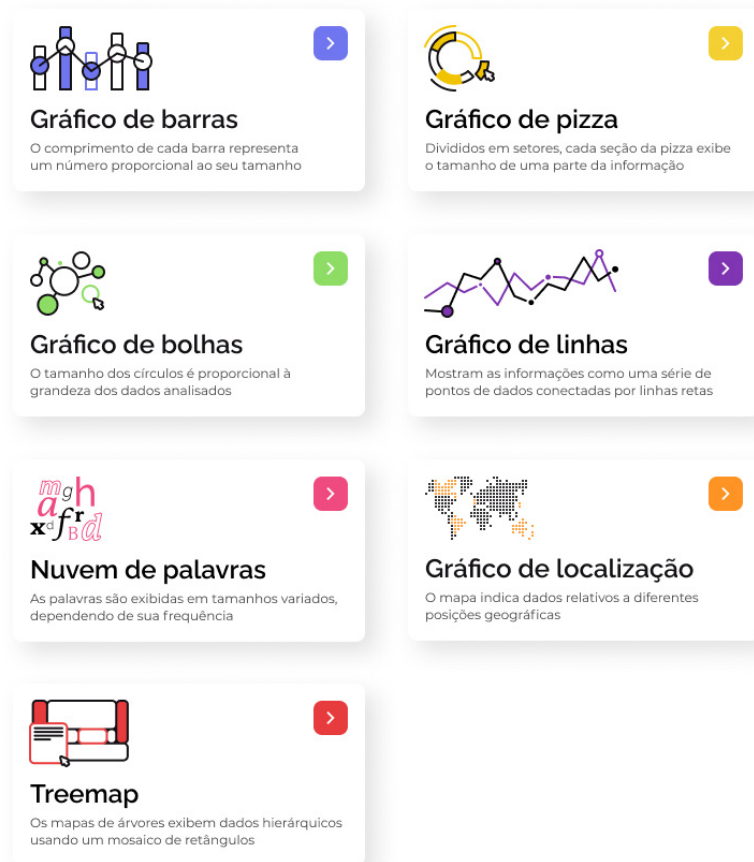 Gráfico de barras
O comprimento de cada barra representa
um número proporcional ao seu tamanho
Gráfico de pizza
Divididos em setores, cada seção da pizza exibe
o tamanho de uma parte da informação
Gráfico de bolhas
O tamanho dos círculos é proporcional à
grandeza dos dados analisados
Gráfico de linhas
Mostram as informações como uma série de
pontos de dados conectadas por linhas retas
m g h
a f r
x d B d
Nuvem de palavras
As palavras são exibidas em tamanhos variados,
dependendo de sua frequência
Gráfico de localização
O mapa indica dados relativos a diferentes
posições geográficas
Treemap
Os mapas de árvores exibem dados hierárquicos
usando um mosaico de retângulos